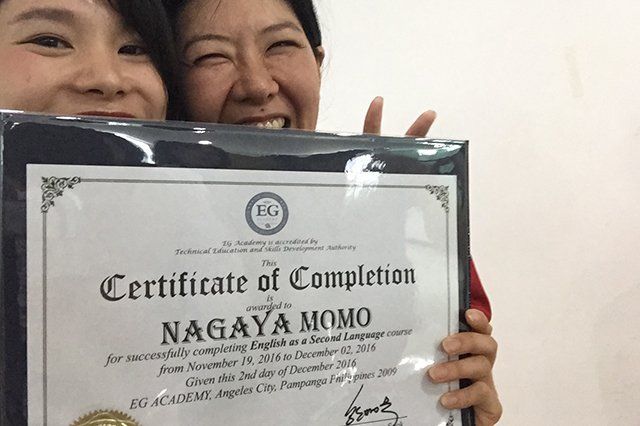 EG
EG Academy is accredited by
Technical Education and Skills Development Authority
This
Certificate of Completion
is
awarded to
NAGAYA MOMO
for successfully completing English as a Second Language course
from November 19, 2016 to December 02, 2016
Given this 2nd day of December 2016
EG ACADEMY, Angeles City, Pampanga Philippines 2009